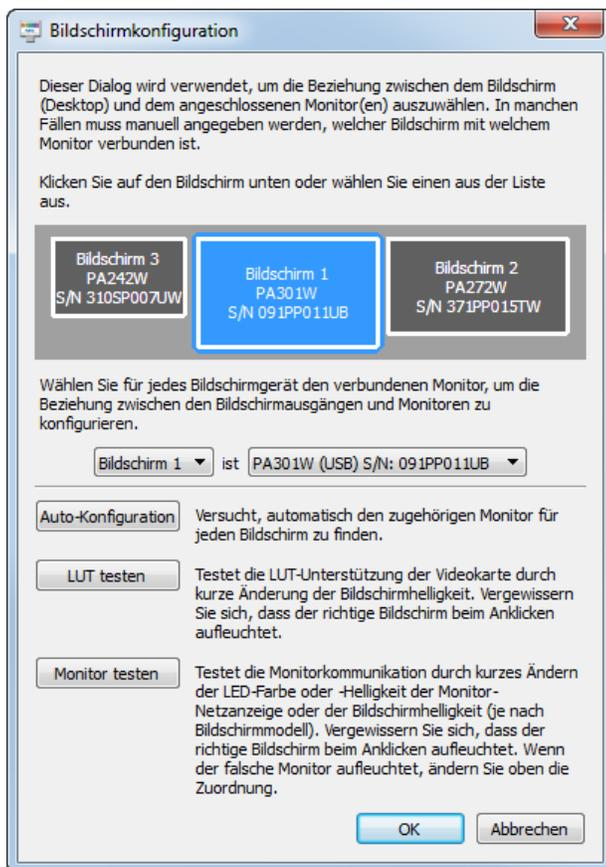 Bildschirmkonfiguration
Dieser Dialog wird verwendet, um die Beziehung zwischen dem Bildschirm
(Desktop) und dem angeschlossenen Monitor(en) auszuwählen. In manchen
Fällen muss manuell angegeben werden, welcher Bildschirm mit welchem
Monitor verbunden ist.
Klicken Sie auf den Bildschirm unten oder wählen Sie einen aus der Liste
aus.
Bildschirm 3
PA242W
S/N 310SP007UW
Bildschirm 1
PA301W
S/N 091PP011UB
Bildschirm 2
PA272W
S/N 371PP015TW
Wählen Sie für jedes Bildschirmgerät den verbundenen Monitor, um die
Beziehung zwischen den Bildschirmausgängen und Monitoren zu
konfigurieren.
Bildschirm 1 ist PA301W (USB) S/N: 091PP011UB
Auto-Konfiguration
Versucht, automatisch den zugehörigen Monitor für
jeden Bildschirm zu finden.
LUT testen
Testet die LUT-Unterstützung der Videokarte durch
kurze Änderung der Bildschirmhelligkeit. Vergewissern
Sie sich, dass der richtige Bildschirm beim Anklicken
aufleuchtet.
Monitor testen
Testet die Monitorkommunikation durch kurzes Ändern
der LED-Farbe oder -Helligkeit der Monitor-
Netzanzeige oder der Bildschirmhelligkeit (je nach
Bildschirmmodell). Vergewissern Sie sich, dass der
richtige Bildschirm beim Anklicken aufleuchtet. Wenn
der falsche Monitor aufleuchtet, ändern Sie oben die
Zuordnung.
OK
Abbrechen